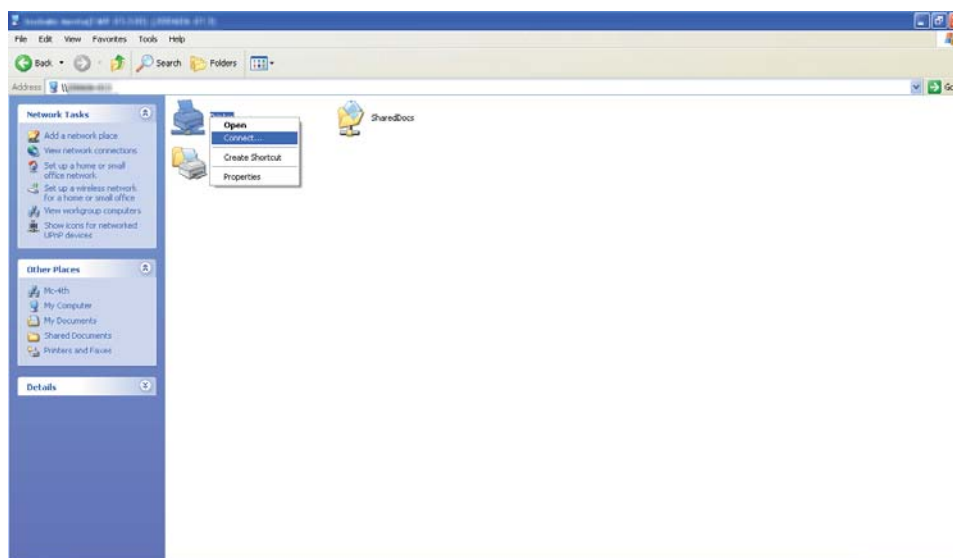 File Edit View Favorites Tools Help
Back Search Folders
Address \\
Network Tasks
Add a network place
View network connections
Set up a home or small
office network
Set up a wireless network
for a home or small office
View workgroup computers
Show icons for networked
UPnP devices
Other Places
Mc-4th
My Computer
My Documents
Shared Documents
Printers and Faxes
Details
Open
Connect...
Create Shortcut
Properties
SharedDocs